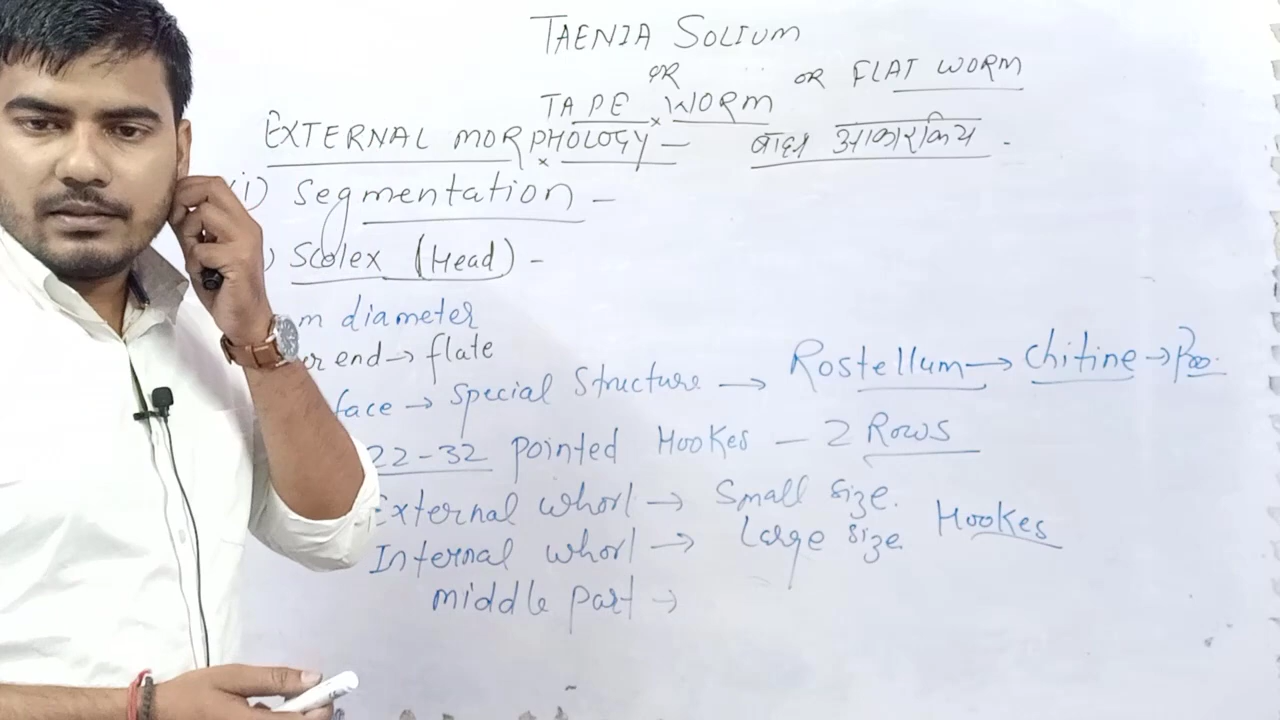 TAENIA SOLIUM
OR
TAPE WORM OR FLAT WORM
EXTERNAL MORPHOLOGY — बाह्य आकारिकीय -
(i) Segmentation -
) Scolex (Head) -
m diameter
end → flate
face → special structure → Rostellum → Chitine →
22-32 pointed Hookes - 2 Rows
External whorl → Small size.
Internal whorl → Large size. Hookes
middle part →